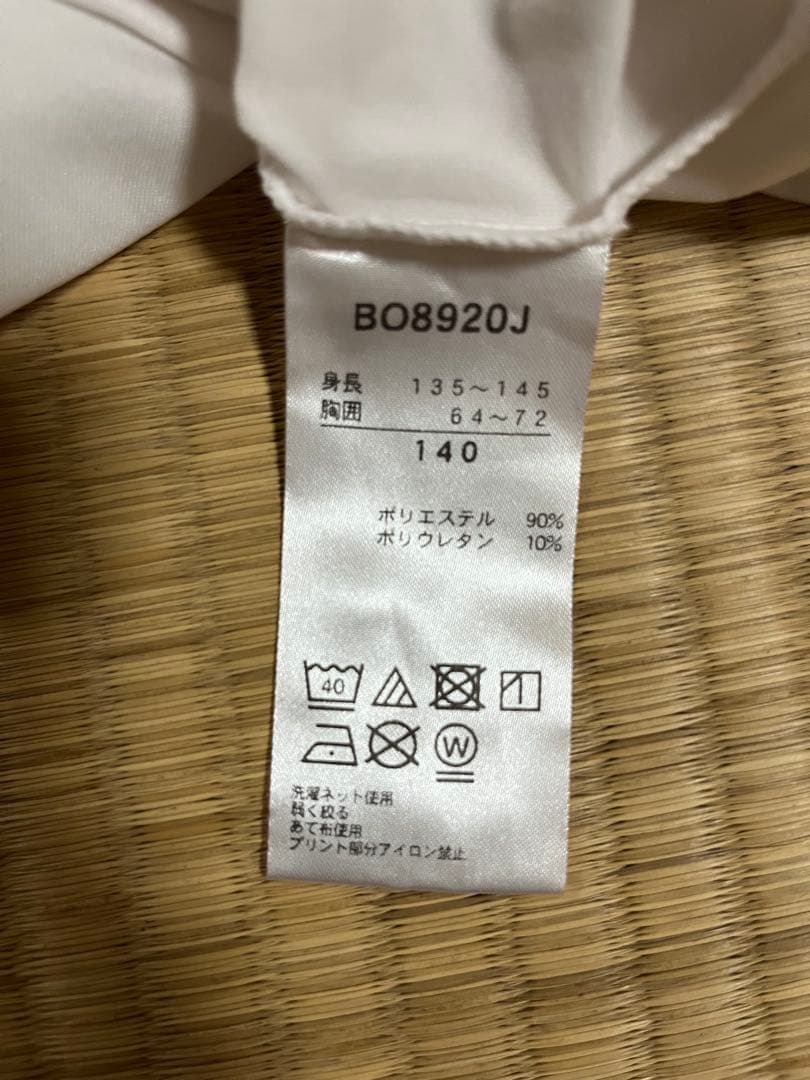 BO8920J
身長 135～145
胸囲 64～72
140
ポリエステル 90%
ポリウレタン 10%
40
W
洗濯ネット使用
弱く絞る
あて布使用
プリント部分アイロン禁止